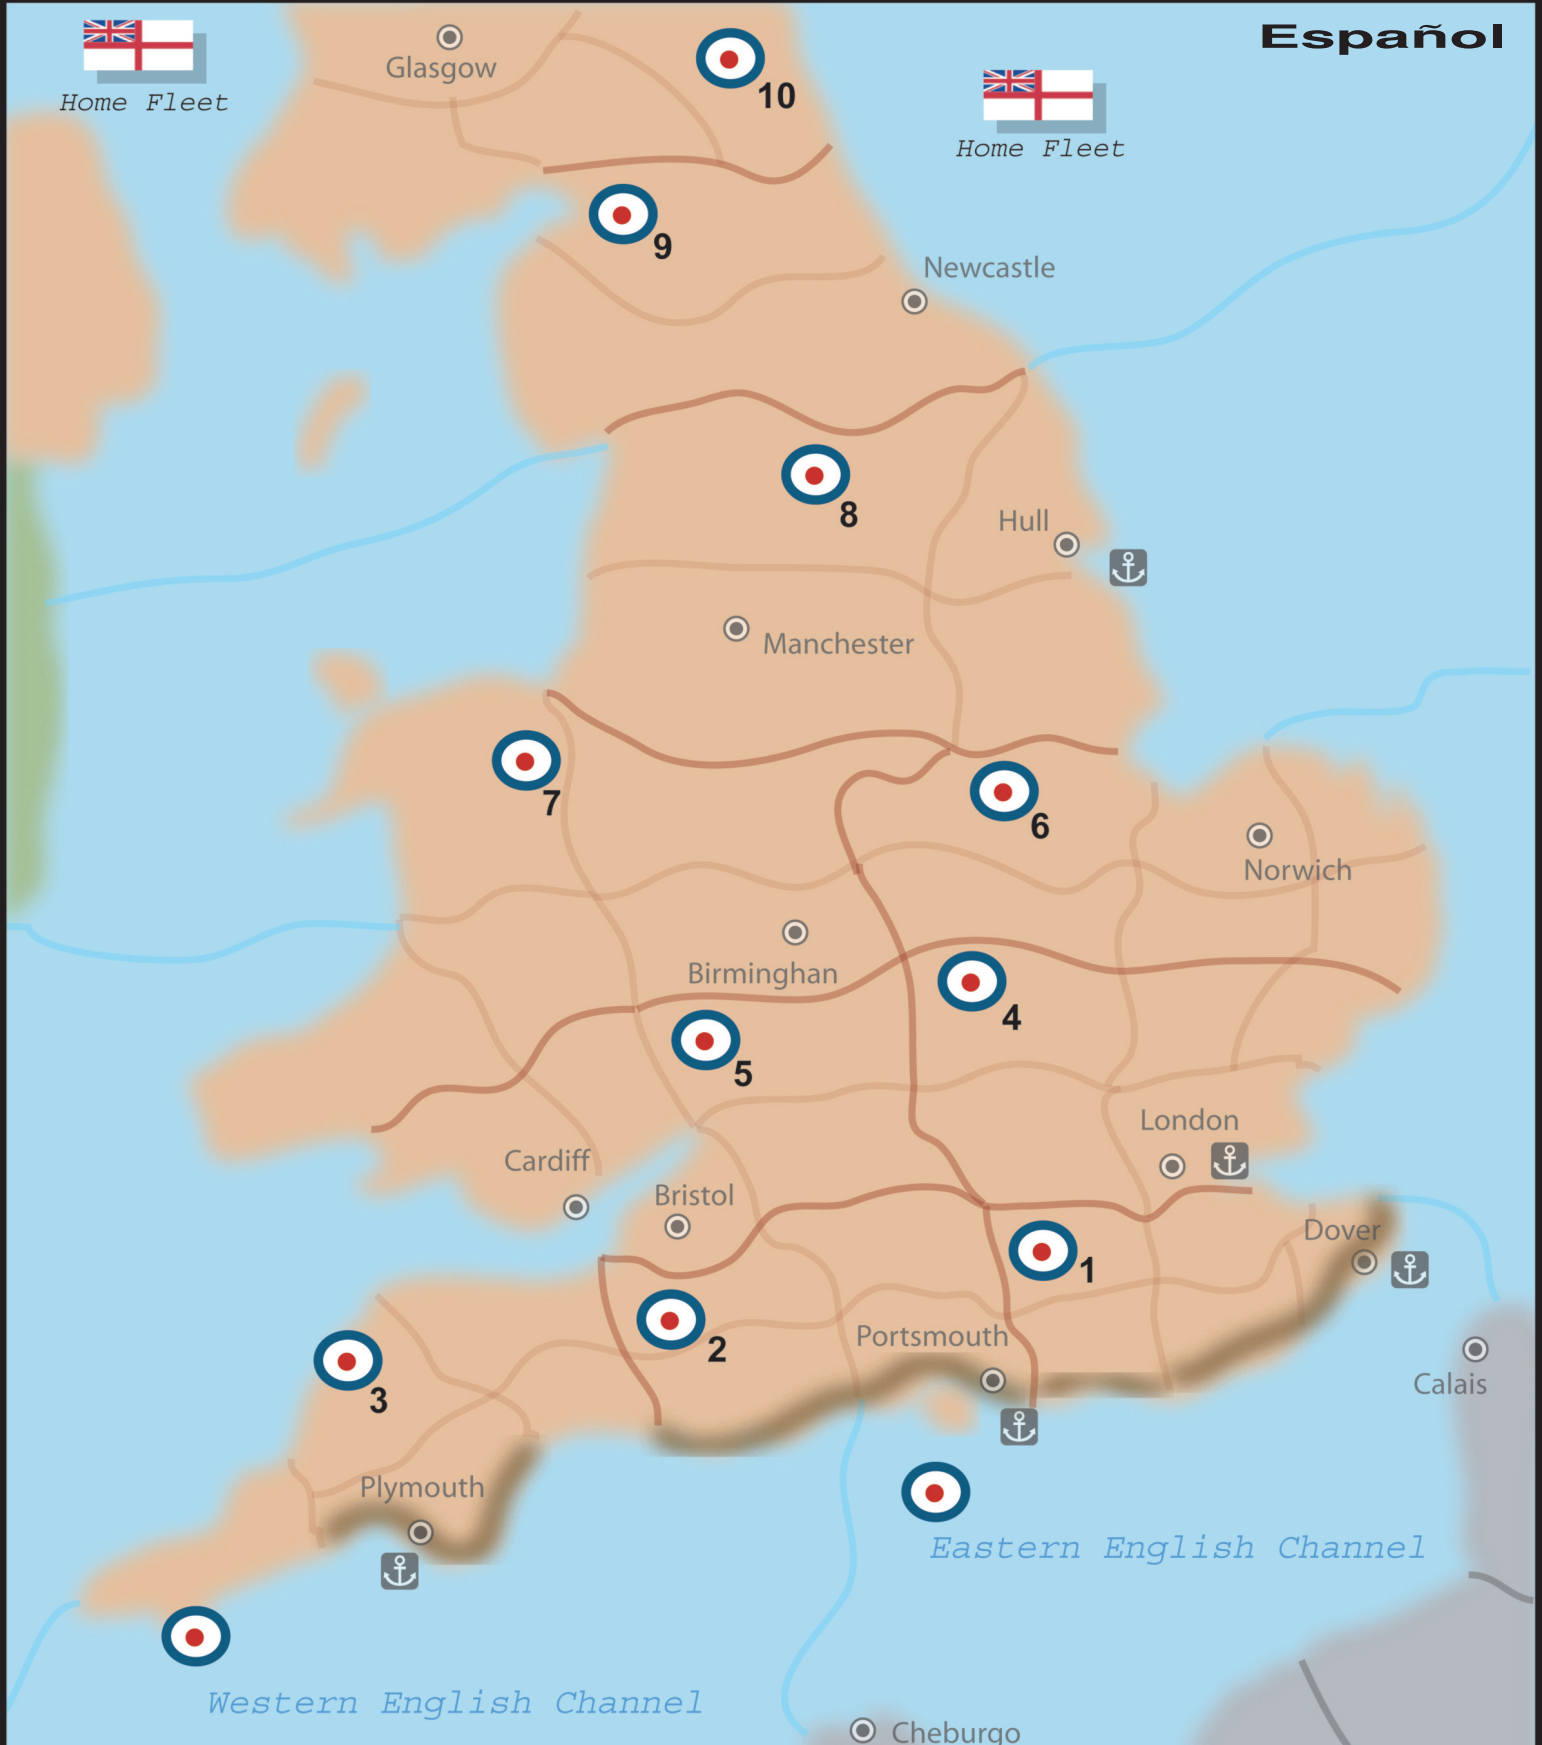 Español
Glasgow
10
Home Fleet
Home Fleet
9
Newcastle
8
Hull
Manchester
7
6
Norwich
Birminghan
4
5
London
Cardiff
Bristol
Dover
1
2
Portsmouth
3
Calais
Plymouth
Eastern English Channel
Western English Channel
Cheburgo